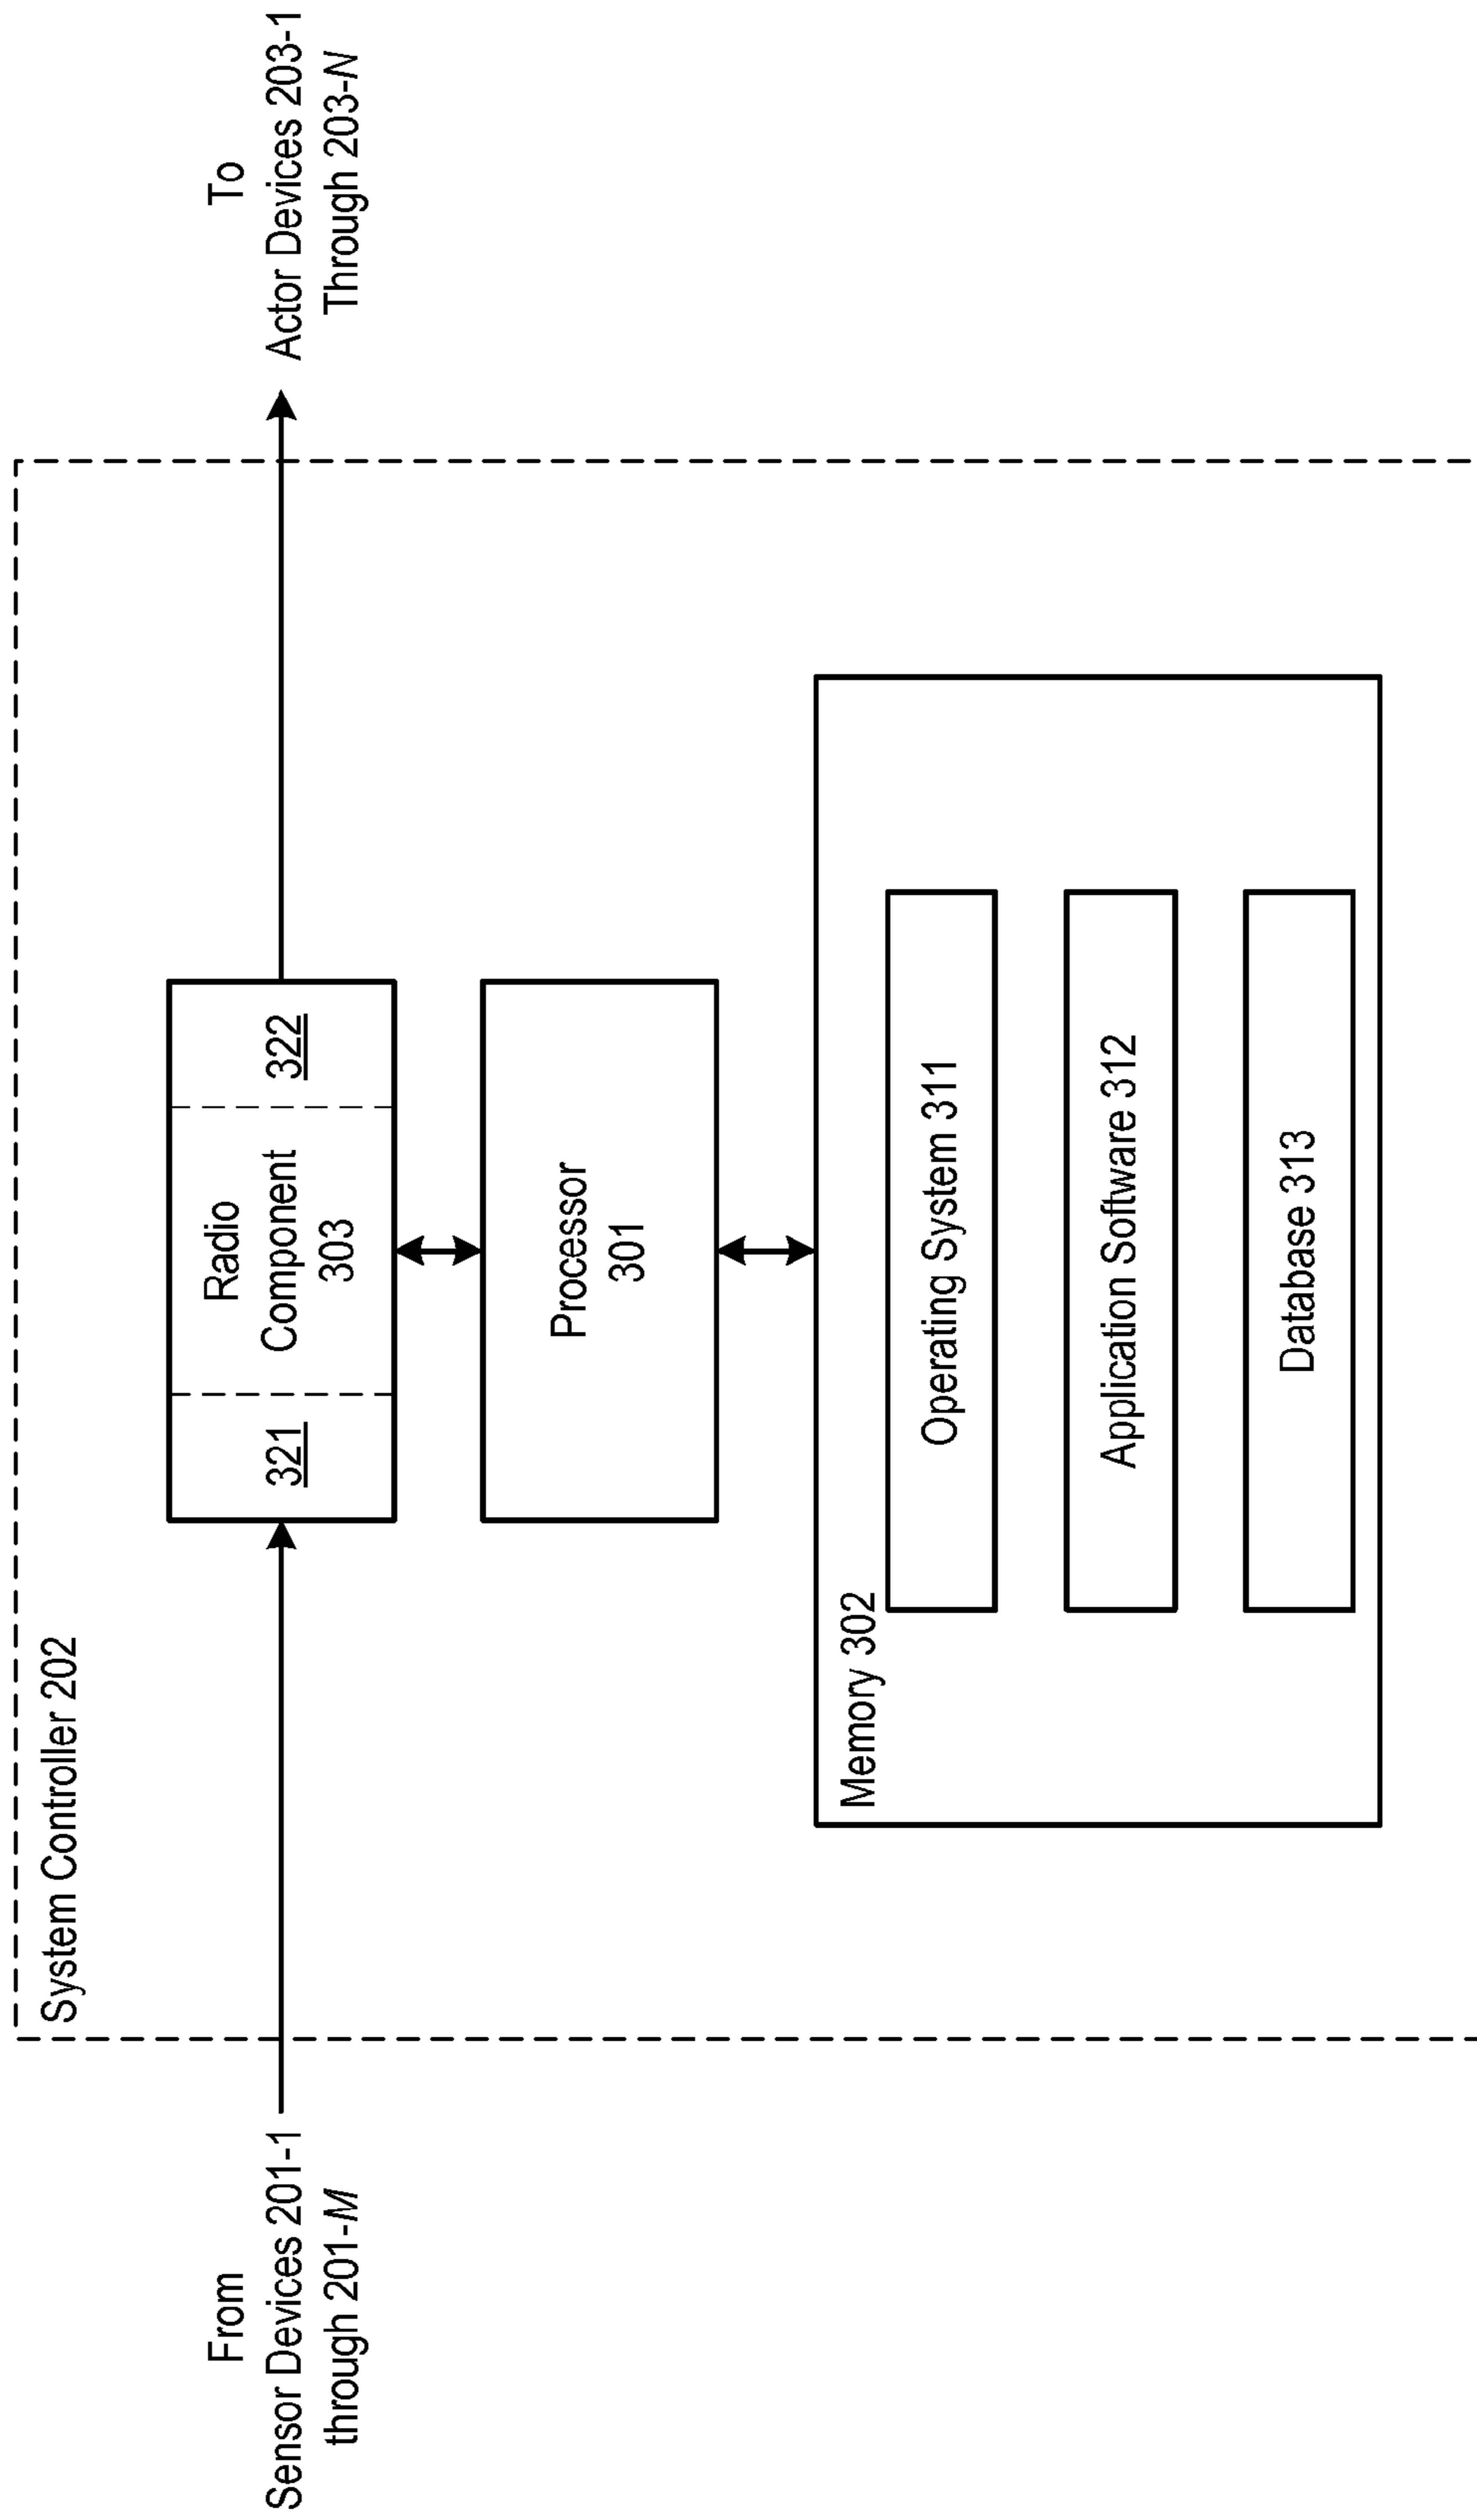 System Controller 202
From
Sensor Devices 201-1
through 201-M
321
Radio
Component
303
322
To
Actor Devices 203-1
Through 203-N
Processor
301
Memory 302
Operating System 311
Application Software 312
Database 313